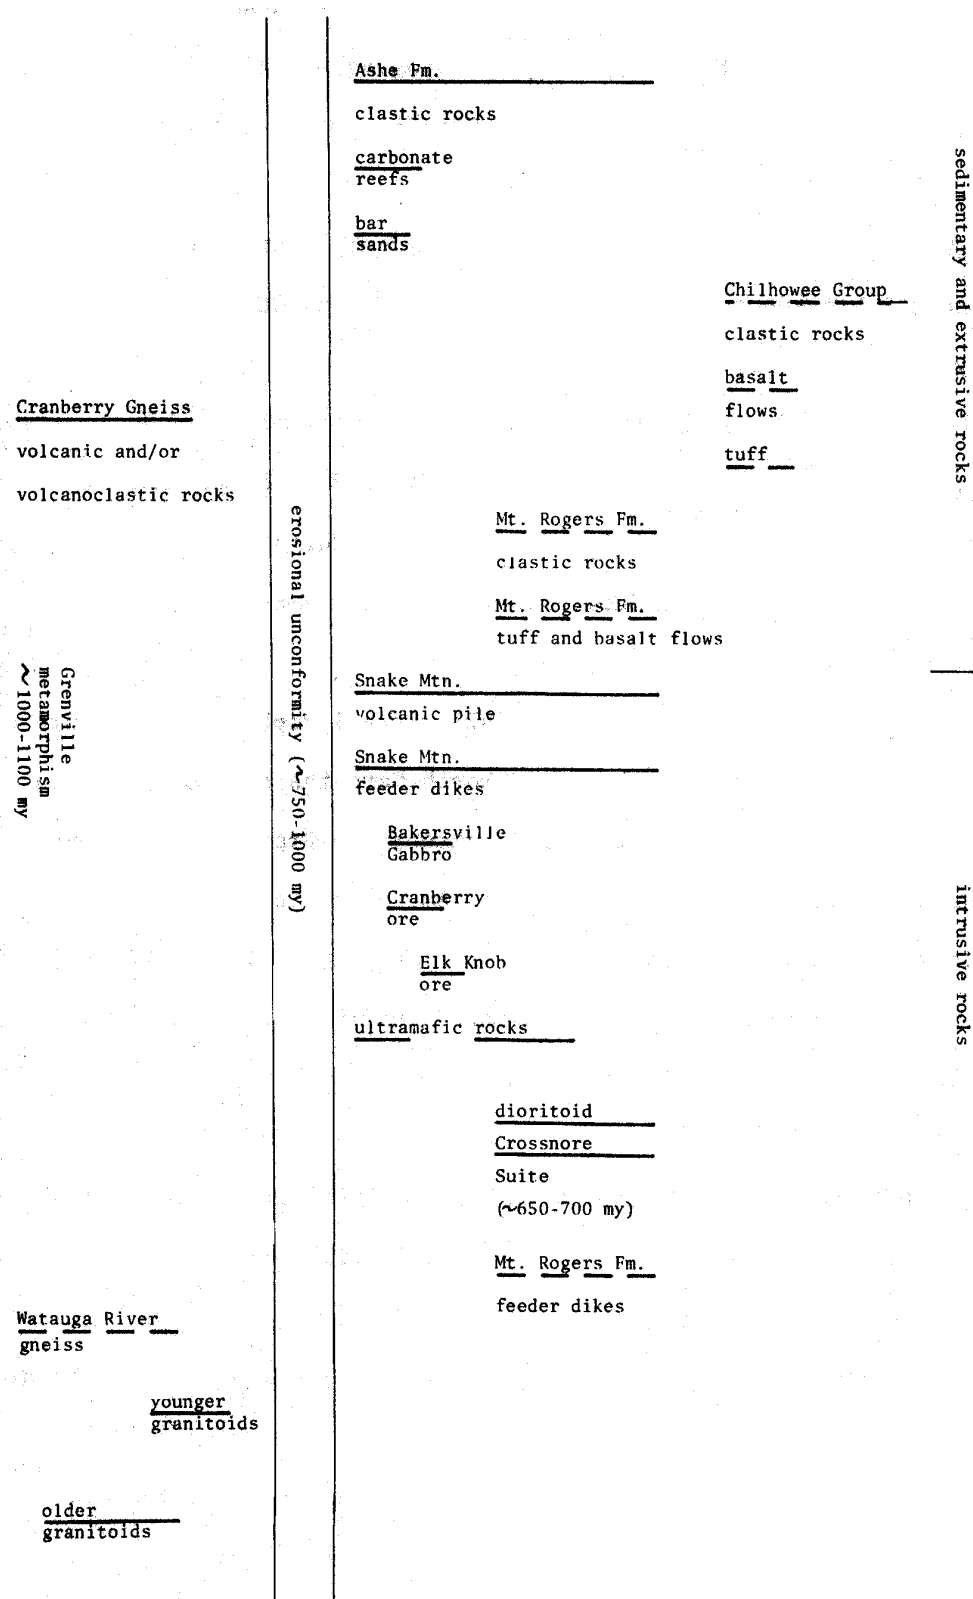 Ashe Fm.
clastic rocks
carbonate
reefs
bar
sands
Chilhowee Group
clastic rocks
basalt
flows
tuff
sedimentary and extrusive rocks
Cranberry Gneiss
volcanic and/or
volcanoclastic rocks
Mt. Rogers Fm.
clastic rocks
Mt. Rogers Fm.
tuff and basalt flows
erosional unconformity (~750-1000 my)
Grenville
metamorphism
~1000-1100 my
Snake Mtn.
volcanic pile
Snake Mtn.
feeder dikes
Bakersville
Gabbro
Cranberry
ore
Elk Knob
ore
ultramafic rocks
intrusive rocks
dioritoid
Crossnore
Suite
(~650-700 my)
Mt. Rogers Fm.
feeder dikes
Watauga River
gneiss
younger
granitoids
older
granitoids